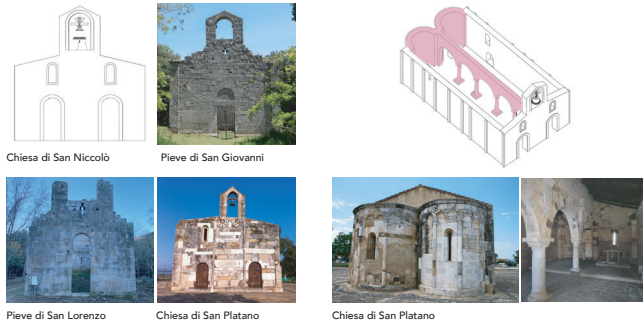 Chiesa di San Niccolò
Pieve di San Giovanni
Pieve di San Lorenzo
Chiesa di San Platano
Chiesa di San Platano